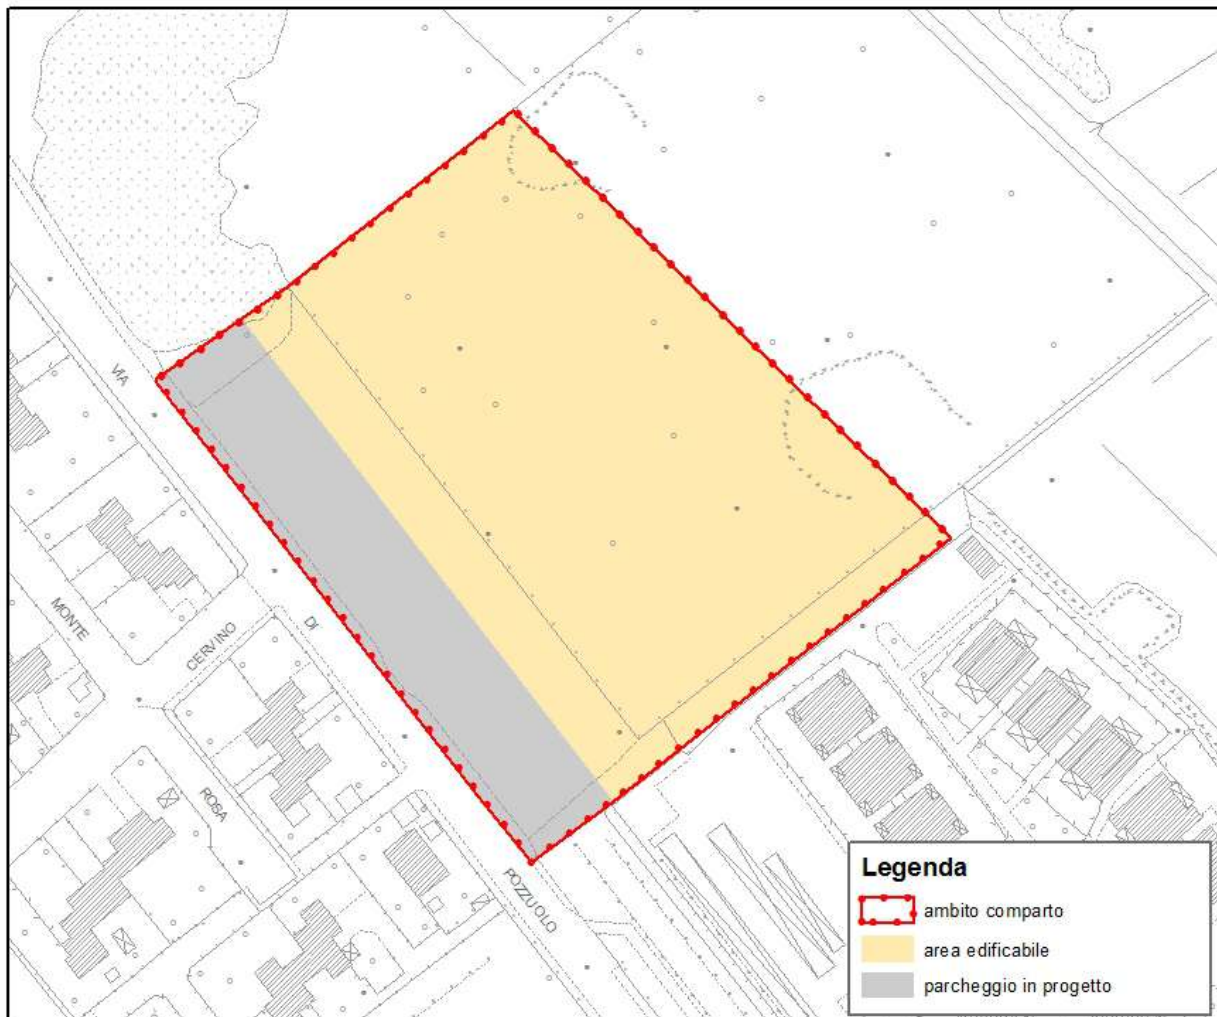 VIA
DI
POZZUOLO
MONTE
CERVINO
ROSA
Legenda
ambito comparto
area edificabile
parcheggio in progetto